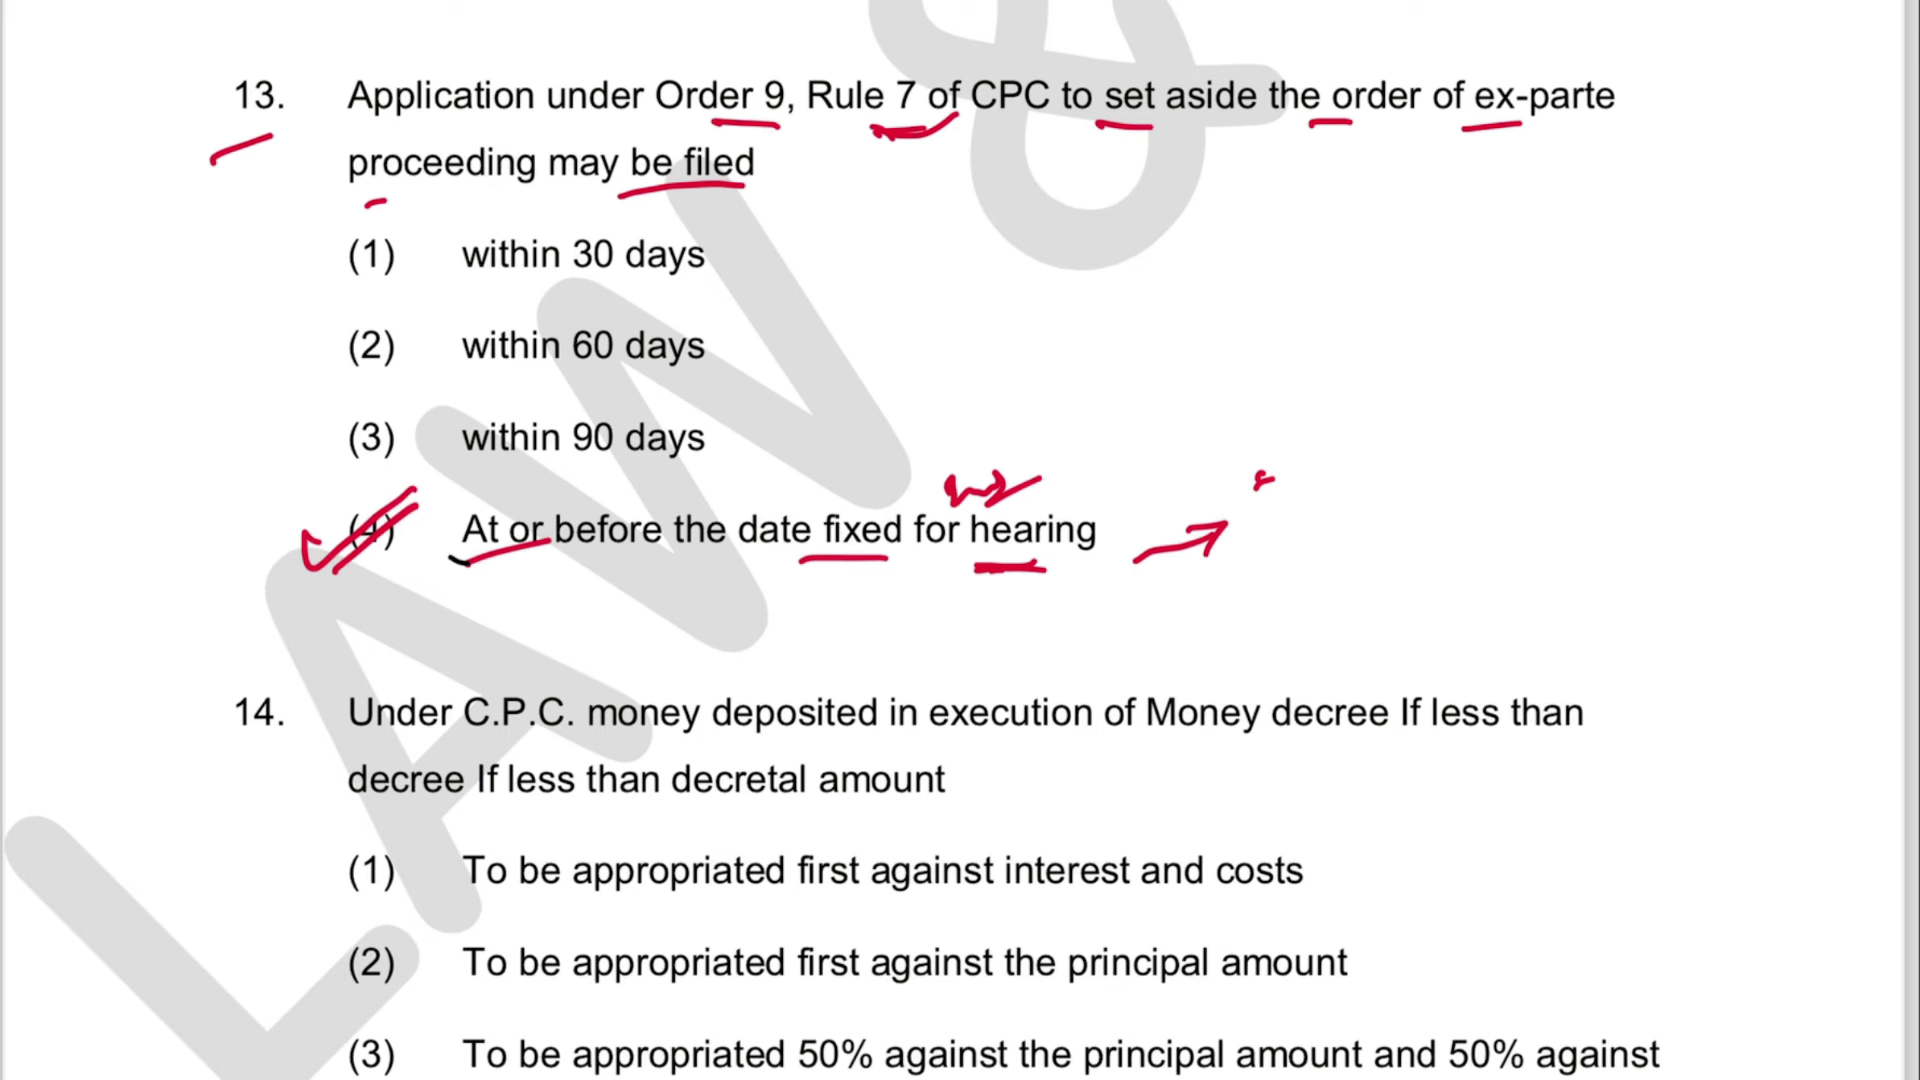 13. Application under Order 9, Rule 7 of CPC to set aside the order of ex-parte
proceeding may be filed
(1) within 30 days
(2) within 60 days
(3) within 90 days
(4) At or before the date fixed for hearing
14. Under C.P.C. money deposited in execution of Money decree If less than
decree If less than decretal amount
(1) To be appropriated first against interest and costs
(2) To be appropriated first against the principal amount
(3) To be appropriated 50% against the principal amount and 50% against
LAW &